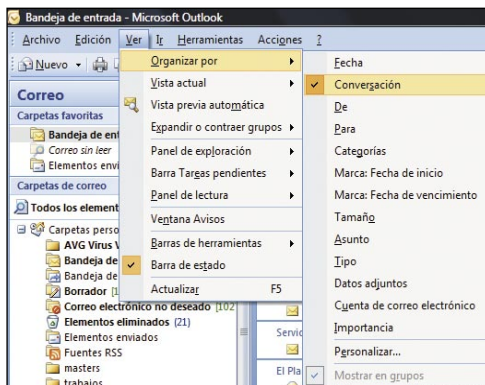 Bandeja de entrada - Microsoft Outlook
Archivo Edición Ver Ir Herramientas Acciones ?
Nuevo
Correo
Carpetas favoritas
Bandeja de ent
Correo sin leer
Elementos envi
Carpetas de correo
Todos los element
Carpetas perso
AVG Virus V
Bandeja de
Bandeja de
Borrador [1
Correo electrónico no deseado [102
Elementos eliminados (21)
Elementos enviados
Fuentes RSS
masters
trabajos
Organizar por
Vista actual
Vista previa automática
Expandir o contraer grupos
Panel de exploración
Barra Tareas pendientes
Panel de lectura
Ventana Avisos
Barras de herramientas
Barra de estado
Actualizar F5
Servic
El Pla
Fecha
Conversación
De
Para
Categorías
Marca: Fecha de inicio
Marca: Fecha de vencimiento
Tamaño
Asunto
Tipo
Datos adjuntos
Cuenta de correo electrónico
Importancia
Personalizar...
Mostrar en grupos